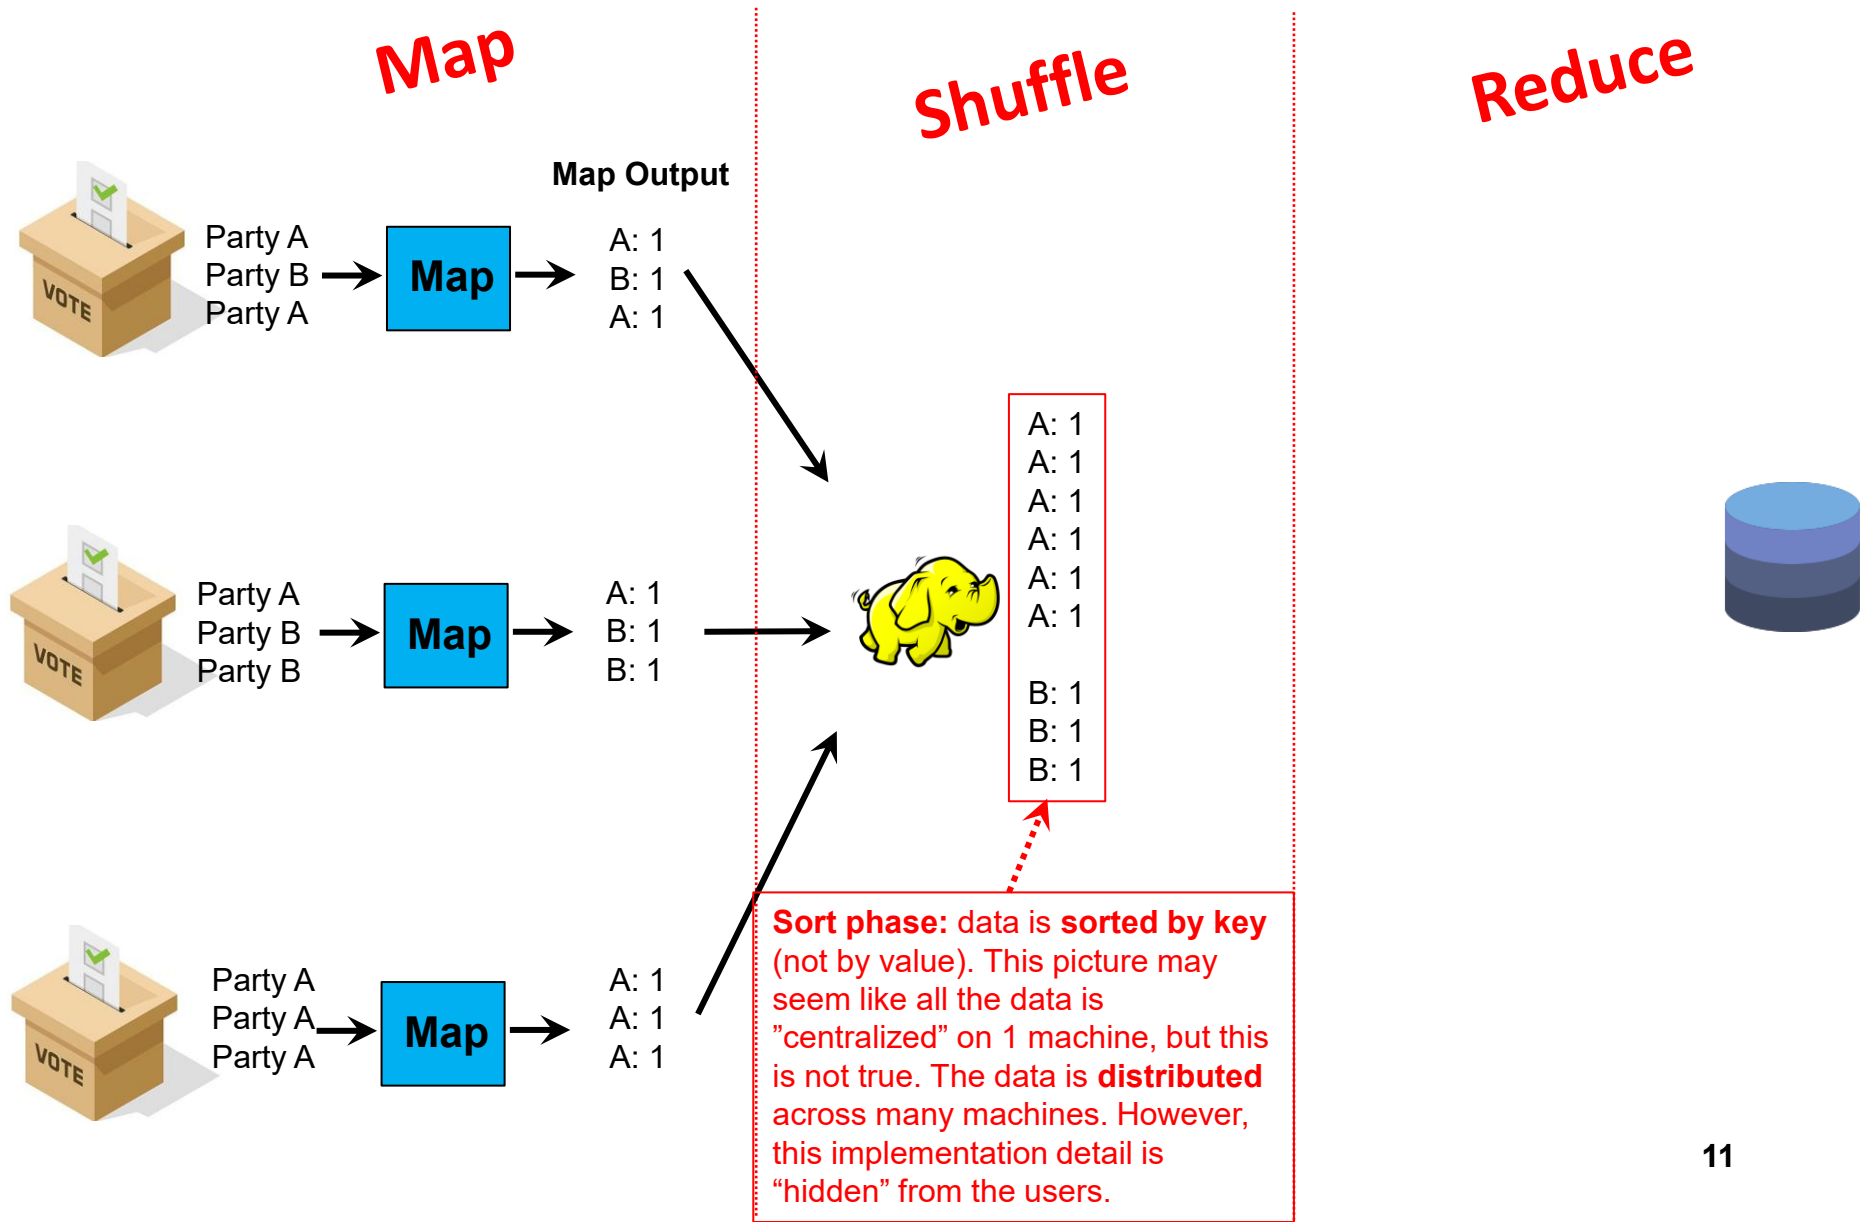 Map
Shuffle
Reduce
Map Output
VOTE
Party A
Party B
Party A
Map
A: 1
B: 1
A: 1
VOTE
Party A
Party B
Party B
Map
A: 1
B: 1
B: 1
VOTE
Party A
Party A
Party A
Map
A: 1
A: 1
A: 1
A: 1
A: 1
A: 1
A: 1
A: 1
A: 1
B: 1
B: 1
B: 1
Sort phase: data is sorted by key
(not by value). This picture may
seem like all the data is
”centralized” on 1 machine, but this
is not true. The data is distributed
across many machines. However,
this implementation detail is
“hidden” from the users.
11